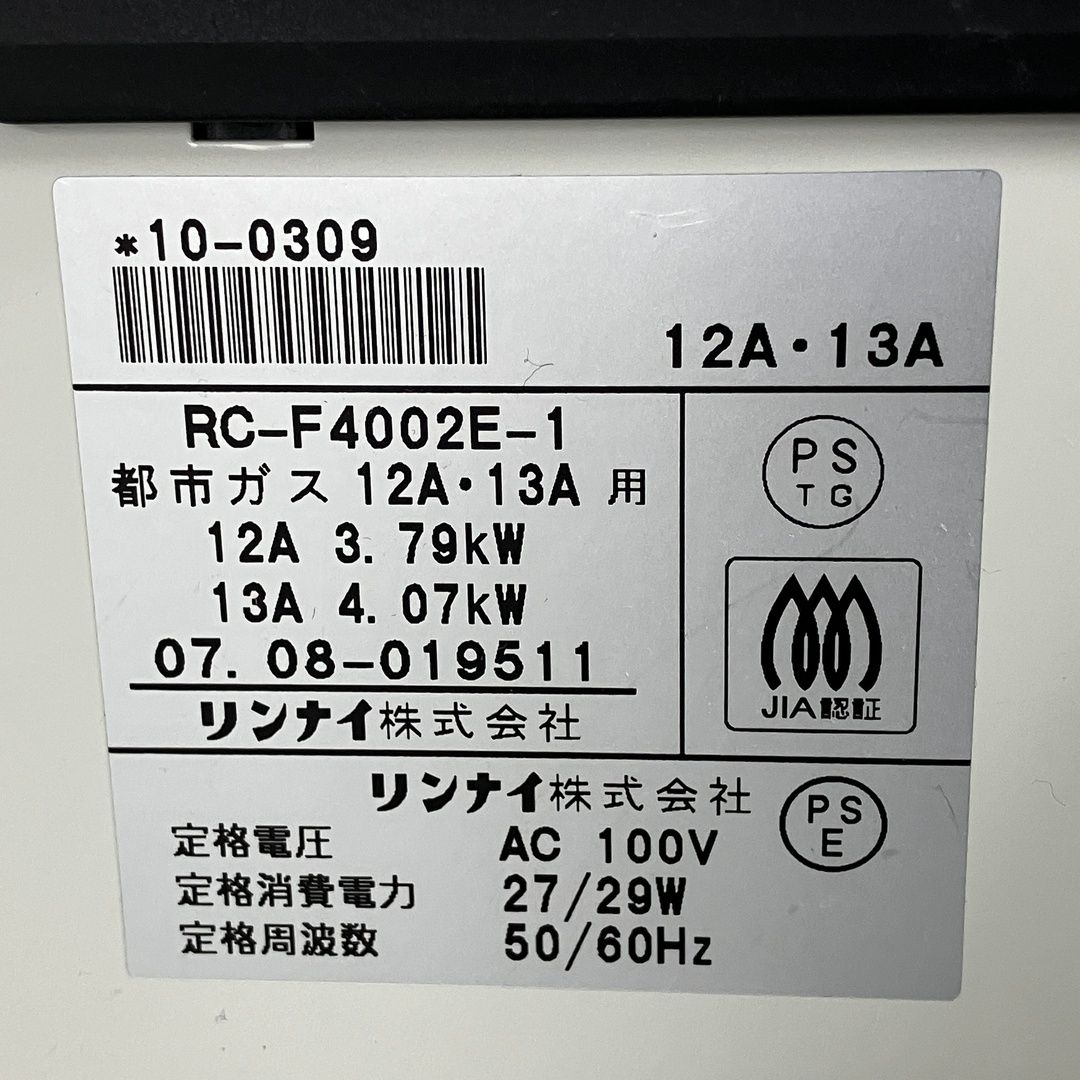 *10-0309
12A・13A
RC-F4002E-1
都市ガス 12A・13A 用
12A 3.79kW
13A 4.07kW
07.08-019511
リンナイ株式会社
PS
TG
JIA認証
リンナイ株式会社
PS
E
定格電圧 AC 100V
定格消費電力 27/29W
定格周波数 50/60Hz